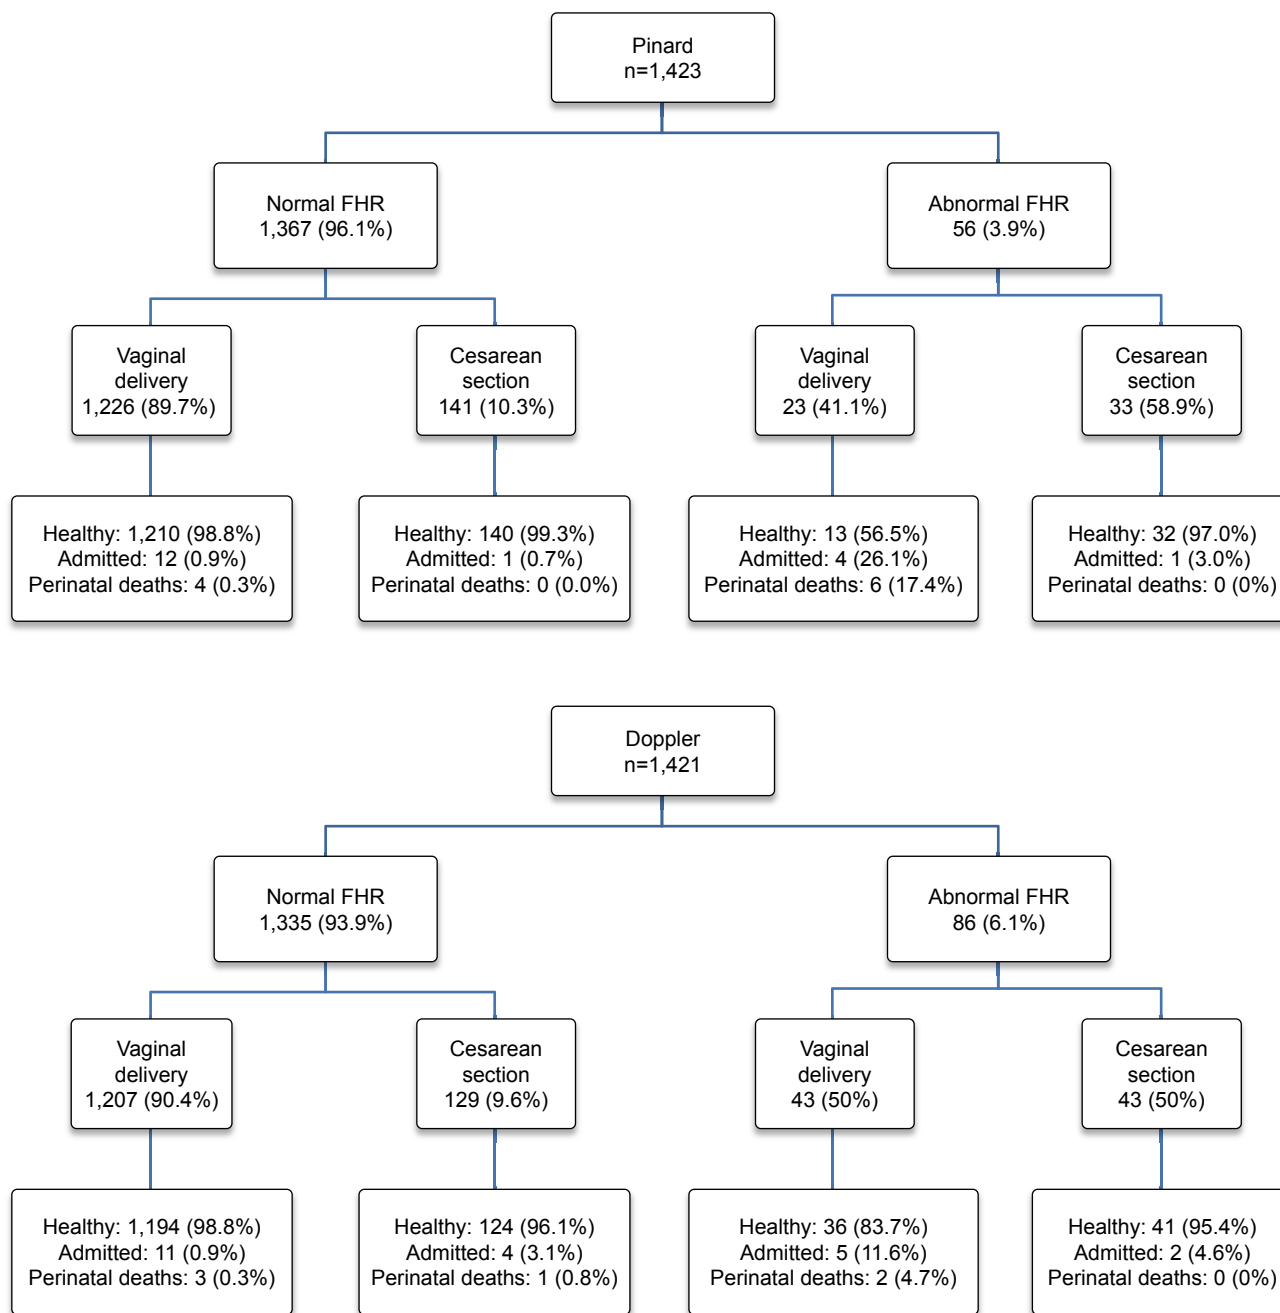 Pinard
n=1,423
Normal FHR
1,367 (96.1%)
Abnormal FHR
56 (3.9%)
Vaginal
delivery
1,226 (89.7%)
Cesarean
section
141 (10.3%)
Vaginal
delivery
23 (41.1%)
Cesarean
section
33 (58.9%)
Healthy: 1,210 (98.8%)
Admitted: 12 (0.9%)
Perinatal deaths: 4 (0.3%)
Healthy: 140 (99.3%)
Admitted: 1 (0.7%)
Perinatal deaths: 0 (0.0%)
Healthy: 13 (56.5%)
Admitted: 4 (26.1%)
Perinatal deaths: 6 (17.4%)
Healthy: 32 (97.0%)
Admitted: 1 (3.0%)
Perinatal deaths: 0 (0%)
Doppler
n=1,421
Normal FHR
1,335 (93.9%)
Abnormal FHR
86 (6.1%)
Vaginal
delivery
1,207 (90.4%)
Cesarean
section
129 (9.6%)
Vaginal
delivery
43 (50%)
Cesarean
section
43 (50%)
Healthy: 1,194 (98.8%)
Admitted: 11 (0.9%)
Perinatal deaths: 3 (0.3%)
Healthy: 124 (96.1%)
Admitted: 4 (3.1%)
Perinatal deaths: 1 (0.8%)
Healthy: 36 (83.7%)
Admitted: 5 (11.6%)
Perinatal deaths: 2 (4.7%)
Healthy: 41 (95.4%)
Admitted: 2 (4.6%)
Perinatal deaths: 0 (0%)